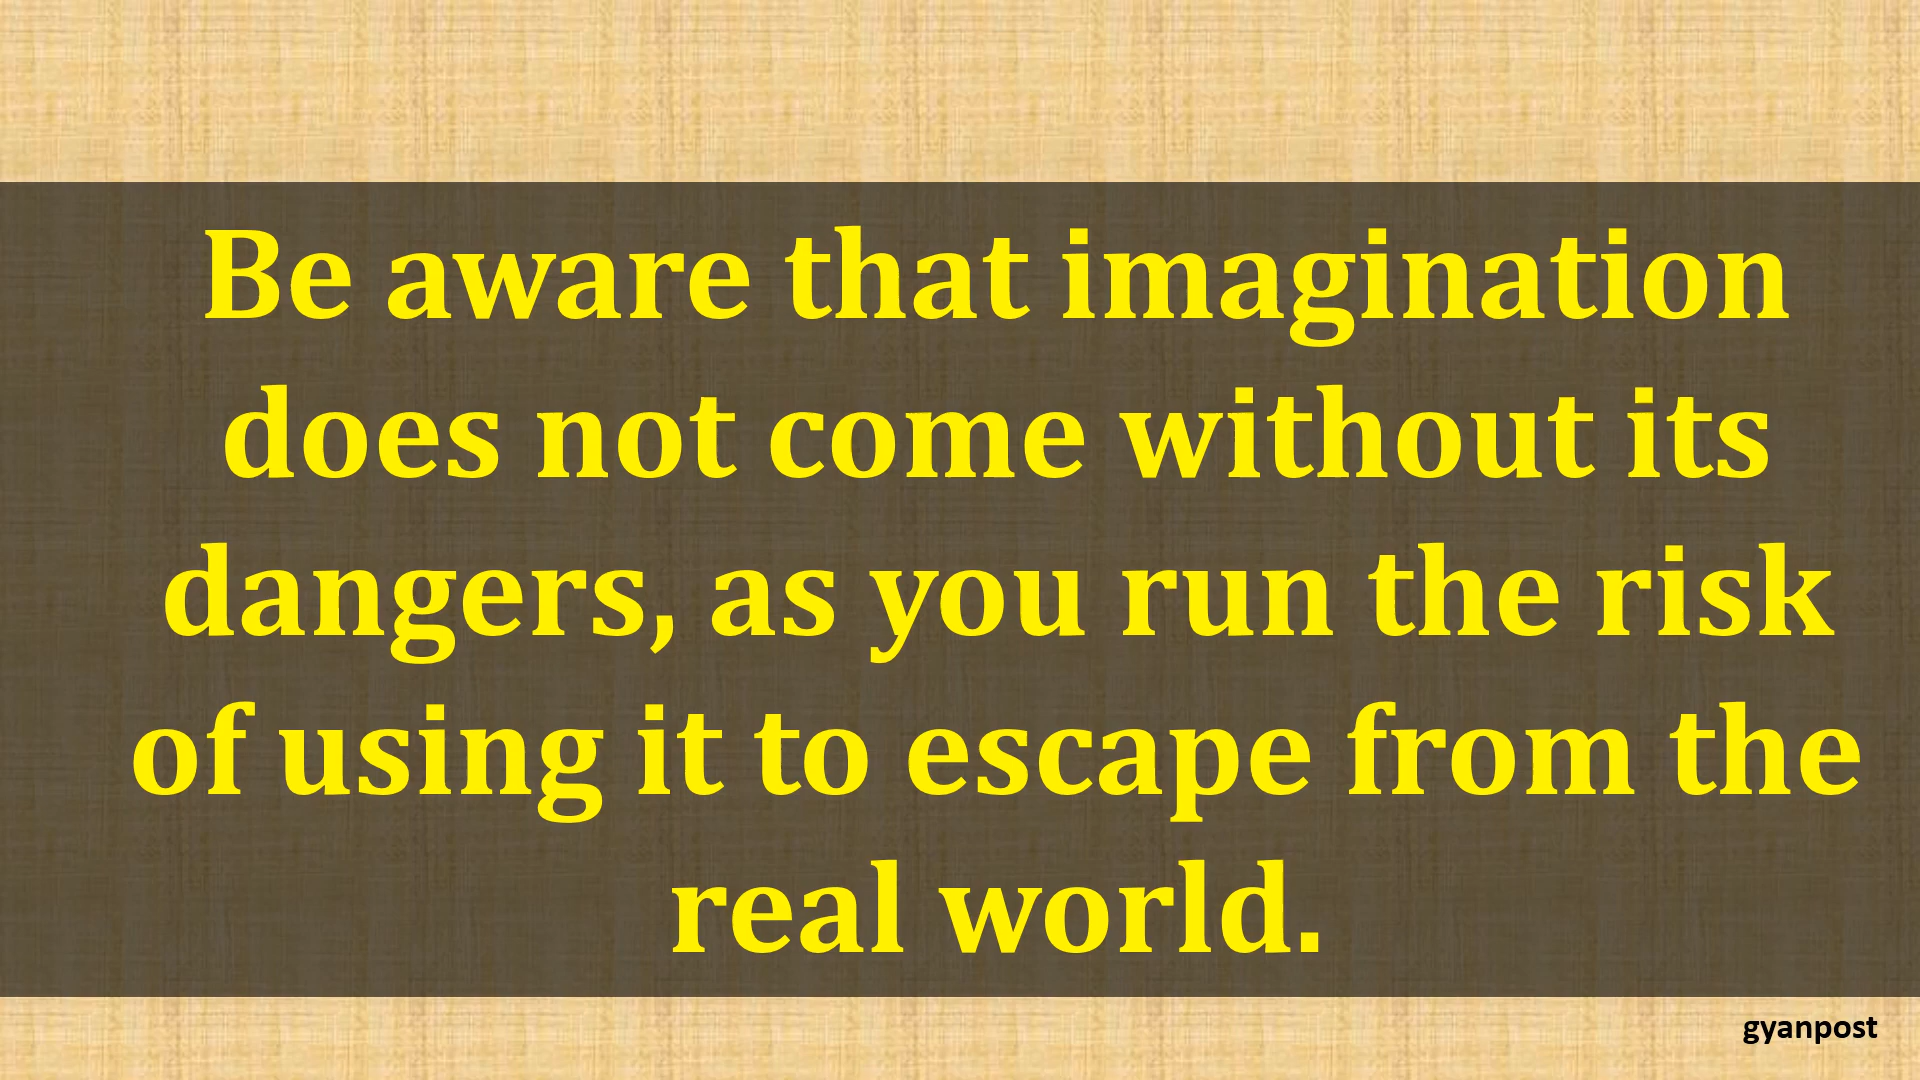 Be aware that imagination
does not come without its
dangers, as you run the risk
of using it to escape from the
real world.
gyanpost